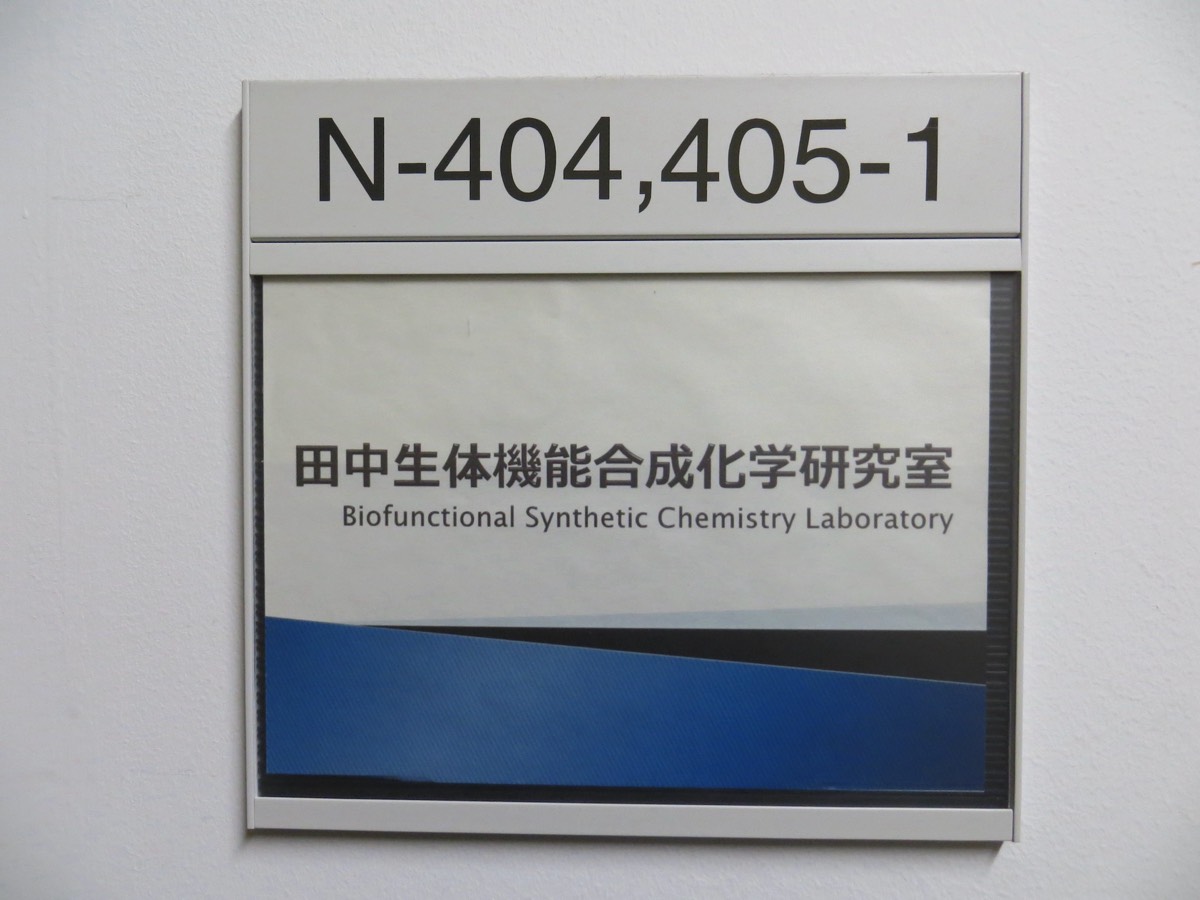 N-404,405-1
田中生体機能合成化学研究室
Biofunctional Synthetic Chemistry Laboratory